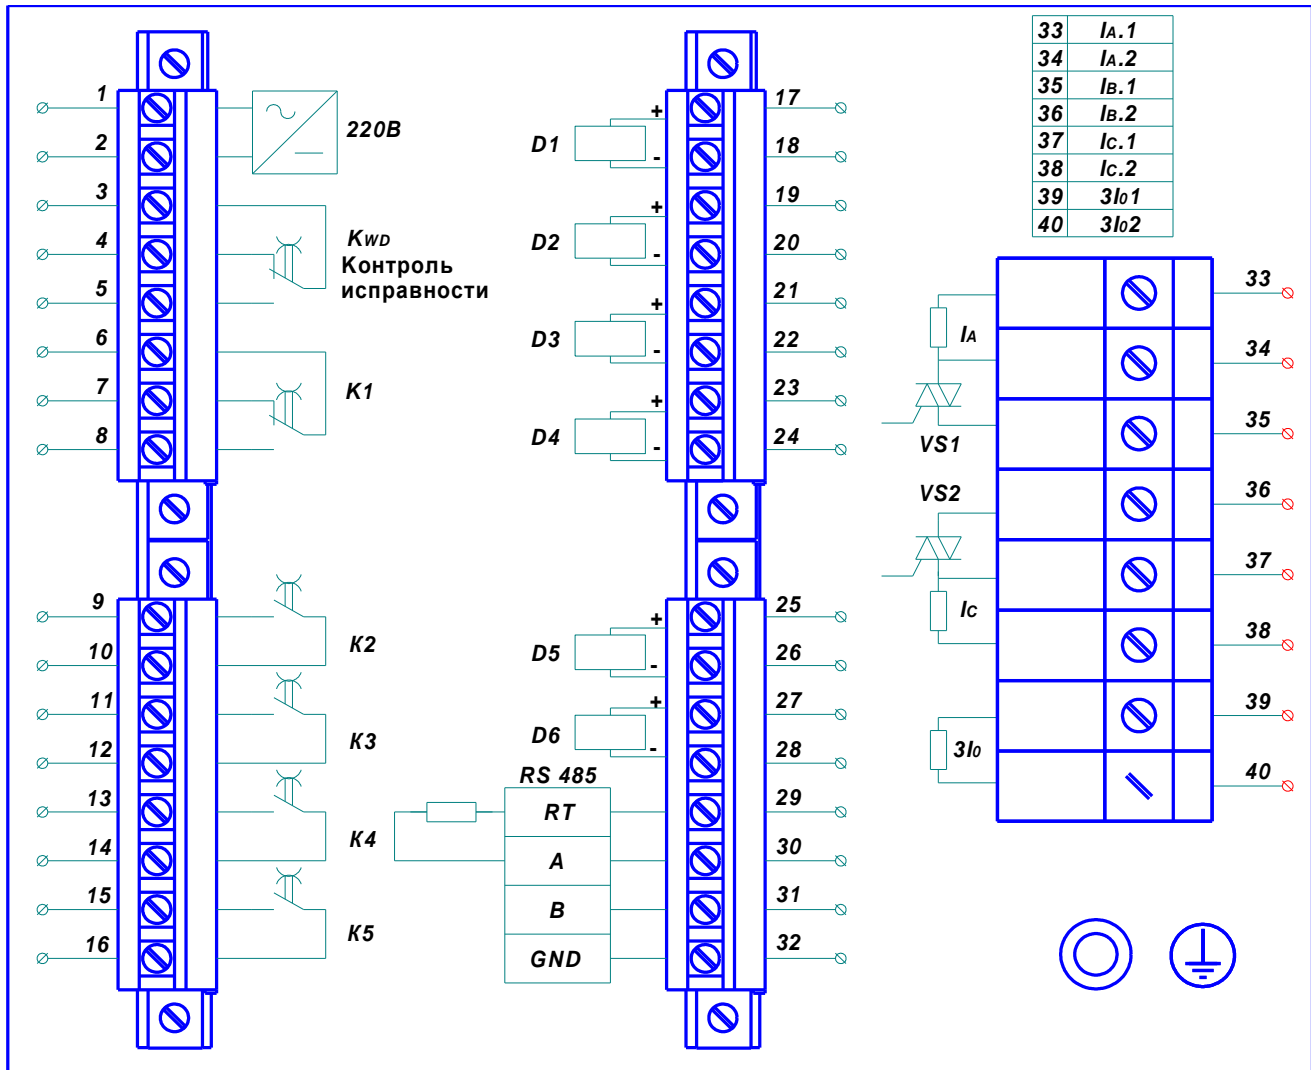 1
2
3
4
5
6
7
8
220В
KWD
Контроль
исправности
K1
9
10
11
12
13
14
15
16
K2
K3
K4
K5
D1
+
-
D2
+
-
D3
+
-
D4
+
-
17
18
19
20
21
22
23
24
D5
+
-
D6
+
-
RS 485
RT
A
B
GND
25
26
27
28
29
30
31
32
33 IA.1
34 IA.2
35 IB.1
36 IB.2
37 IC.1
38 IC.2
39 3I01
40 3I02
IA
VS1
VS2
IC
3I0
33
34
35
36
37
38
39
40